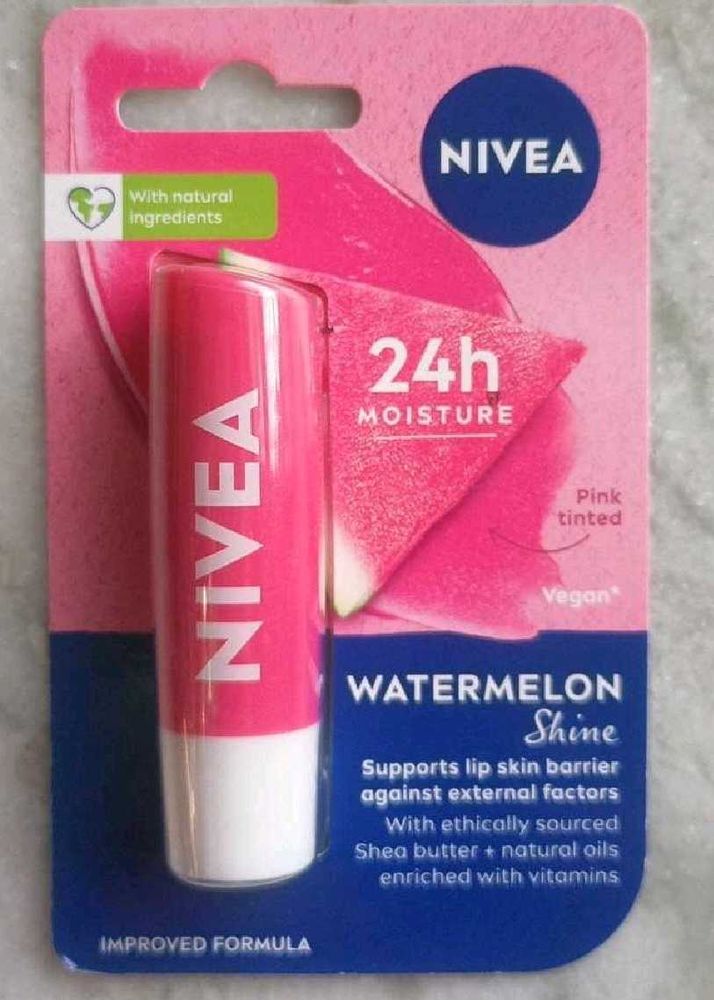 NIVEA
With natural
ingredients
24h
MOISTURE
NIVEA
Pink
tinted
Vegan*
WATERMELON
Shine
Supports lip skin barrier
against external factors
With ethically sourced
Shea butter + natural oils
enriched with vitamins
IMPROVED FORMULA